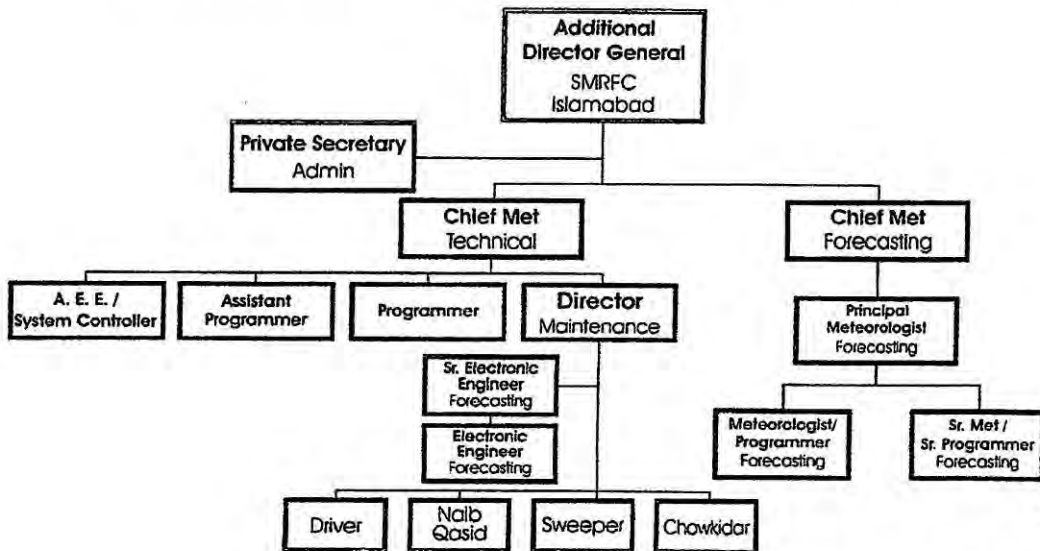 Additional
Director General
SMRFC
Islamabad
Private Secretary
Admin
Chief Met
Technical
Chief Met
Forecasting
A. E. E. /
System Controller
Assistant
Programmer
Programmer
Director
Maintenance
Principal
Meteorologist
Forecasting
Sr. Electronic
Engineer
Forecasting
Electronic
Engineer
Forecasting
Meteorologist/
Programmer
Forecasting
Sr. Met /
Sr. Programmer
Forecasting
Driver
Naib
Qasid
Sweeper
Chowkidar